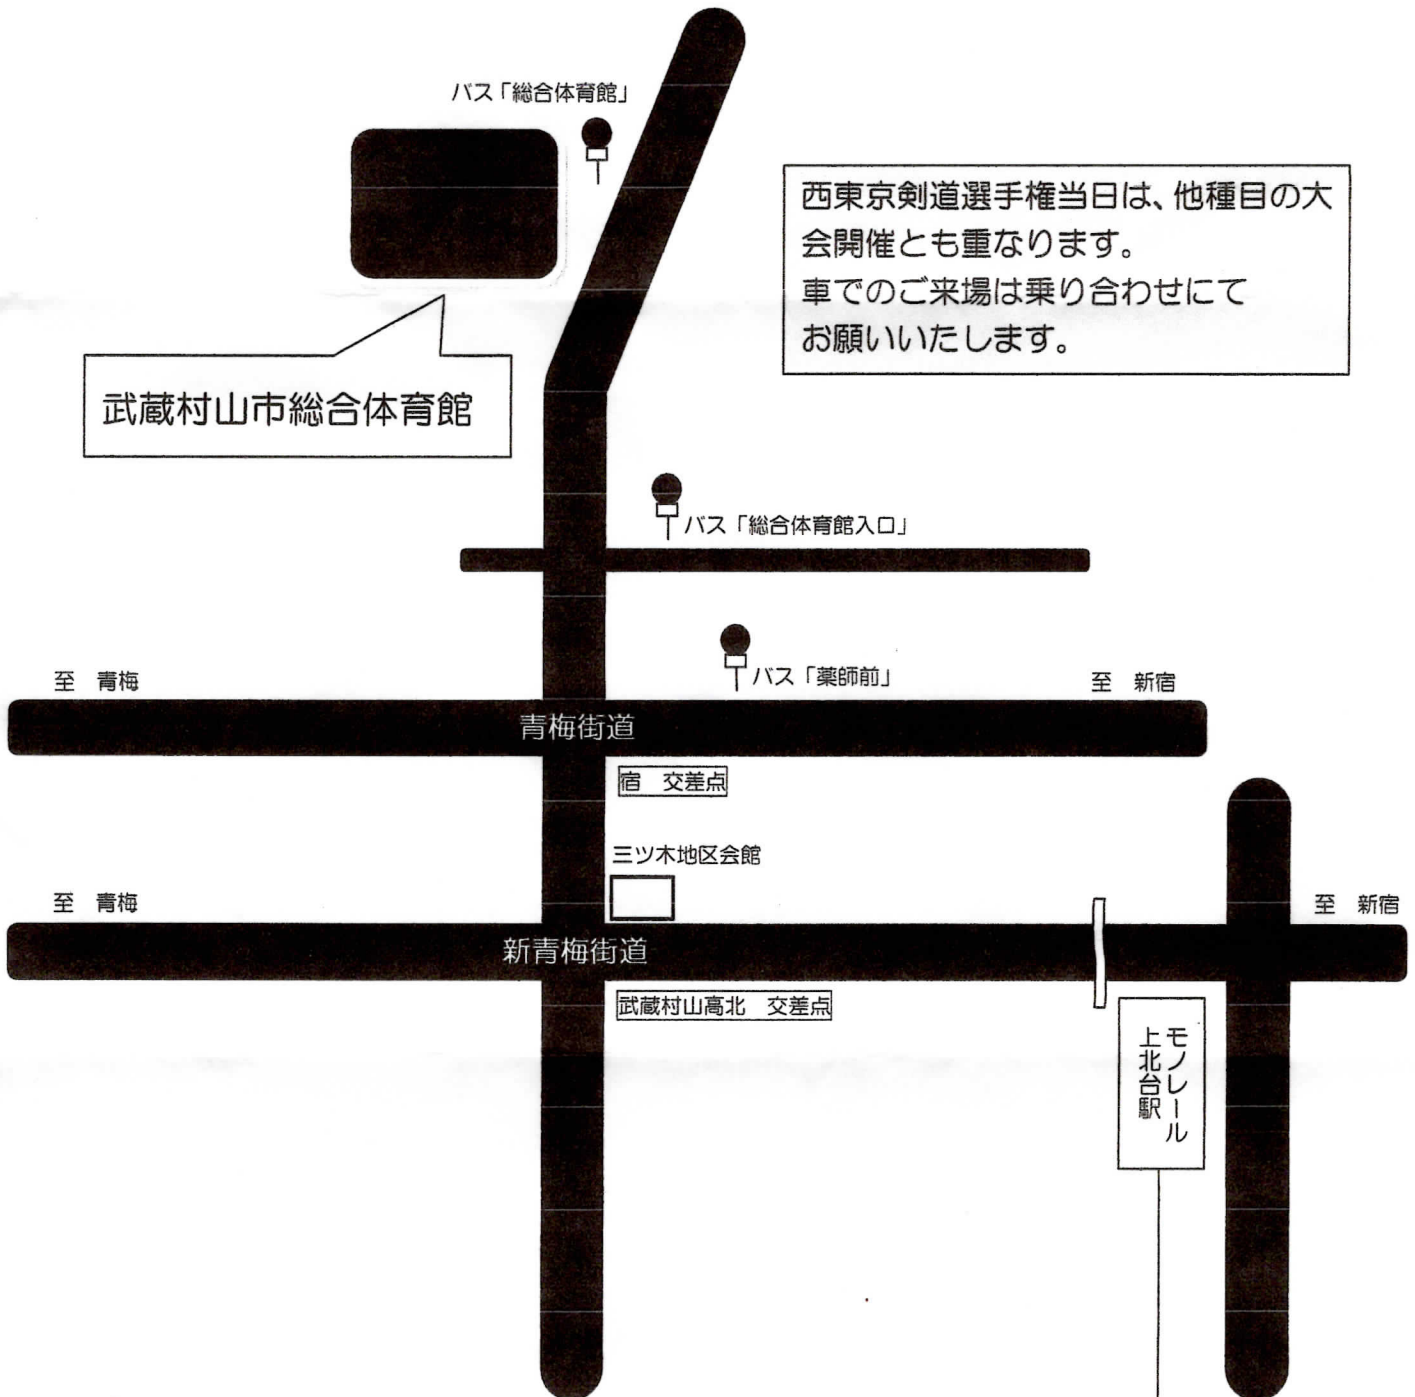 バス「総合体育館」
西東京剣道選手権当日は、他種目の大
会開催とも重なります。
車でのご来場は乗り合わせにて
お願いいたします。
武蔵村山市総合体育館
バス「総合体育館入口」
バス「薬師前」
至　青梅
至　新宿
青梅街道
宿　交差点
三ツ木地区会館
至　青梅
至　新宿
新青梅街道
武蔵村山高北　交差点
モノレール
上北台駅